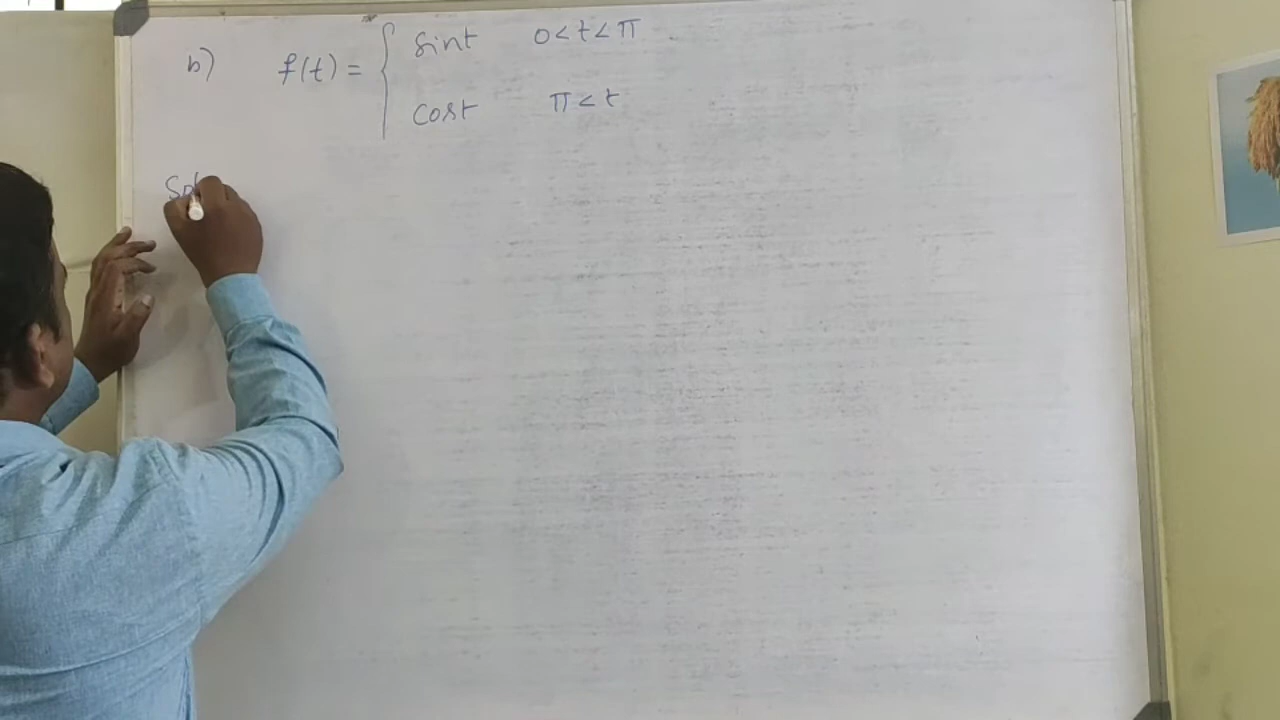 b) f(t) = { sint 0<t<π
cost π<t
Sol